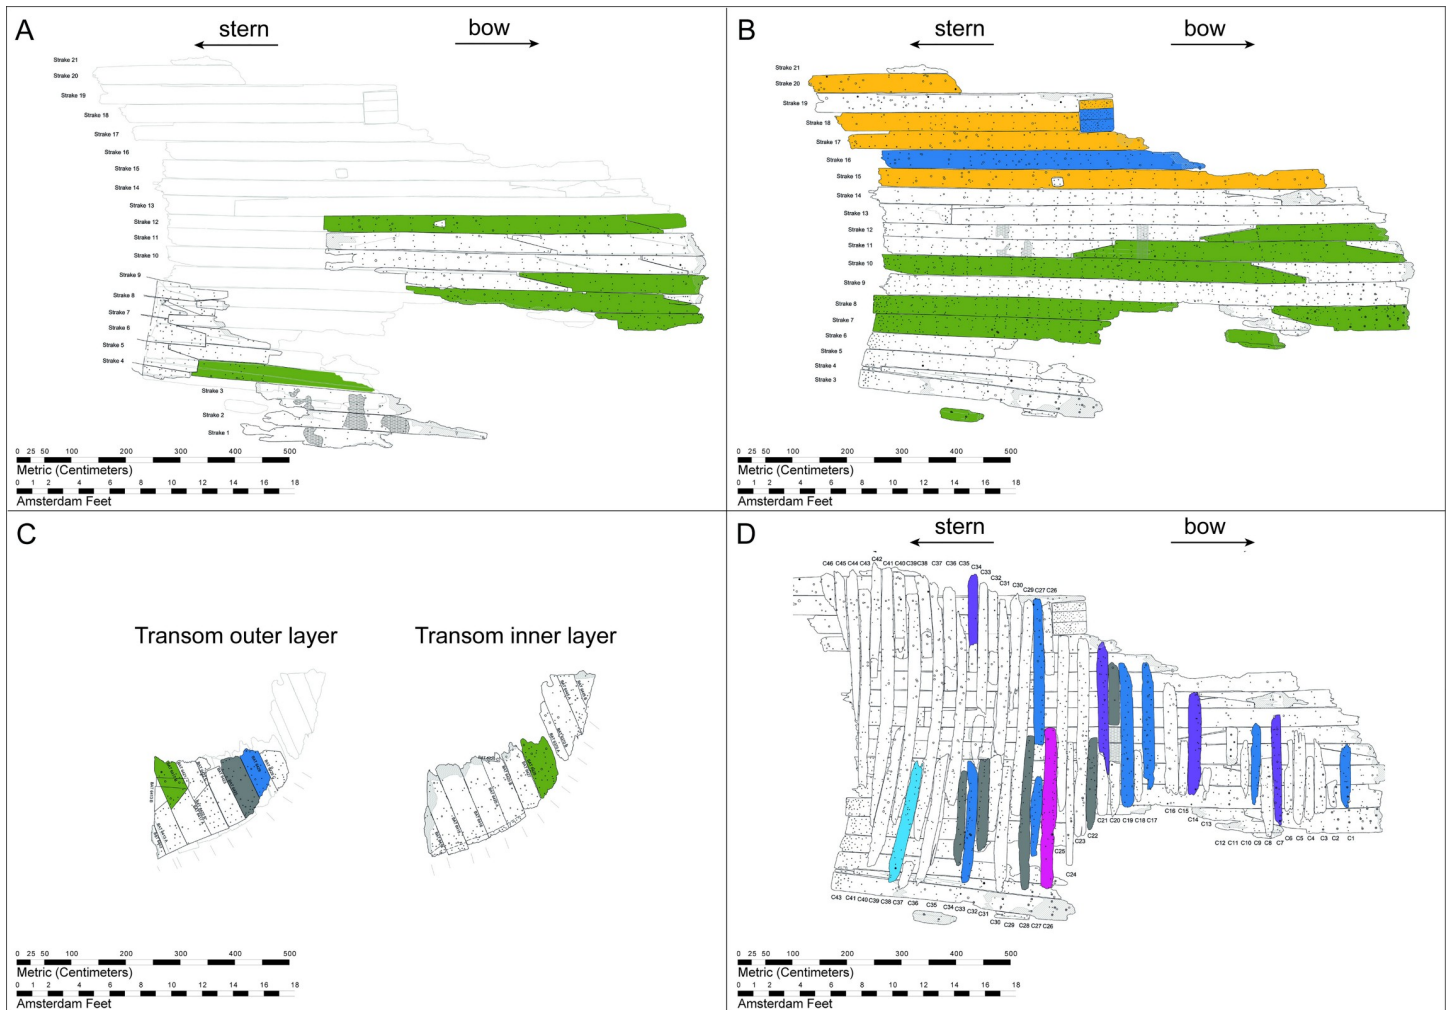 A
stern
bow
Strake 21
Strake 20
Strake 19
Strake 18
Strake 17
Strake 16
Strake 15
Strake 14
Strake 13
Strake 12
Strake 11
Strake 10
Strake 9
Strake 8
Strake 7
Strake 6
Strake 5
Strake 4
Strake 3
Strake 2
Strake 1
0 25 50 100 200 300 400 500
Metric (Centimeters)
0 1 2 4 6 8 10 12 14 16 18
Amsterdam Feet
B
stern
bow
Strake 21
Strake 20
Strake 19
Strake 18
Strake 17
Strake 16
Strake 15
Strake 14
Strake 13
Strake 12
Strake 11
Strake 10
Strake 9
Strake 8
Strake 7
Strake 6
Strake 5
Strake 4
Strake 3
0 25 50 100 200 300 400 500
Metric (Centimeters)
0 1 2 4 6 8 10 12 14 16 18
Amsterdam Feet
C
Transom outer layer
Transom inner layer
0 25 50 100 200 300 400 500
Metric (Centimeters)
0 1 2 4 6 8 10 12 14 16 18
Amsterdam Feet
D
stern
bow
C46 C45 C44 C43 C42 C41 C40 C39 C38 C37 C36 C35 C34 C33 C32 C31 C30 C29 C27 C26
C25 C24 C23 C22 C21 C20 C19 C18 C17 C16 C15 C14 C13 C12 C11 C10 C9 C8 C7 C6 C5 C4 C3 C2 C1
C43 C41 C40 C39 C38 C37 C36 C35 C34 C33 C32 C31 C30 C29 C28 C27 C26
0 25 50 100 200 300 400 500
Metric (Centimeters)
0 1 2 4 6 8 10 12 14 16 18
Amsterdam Feet